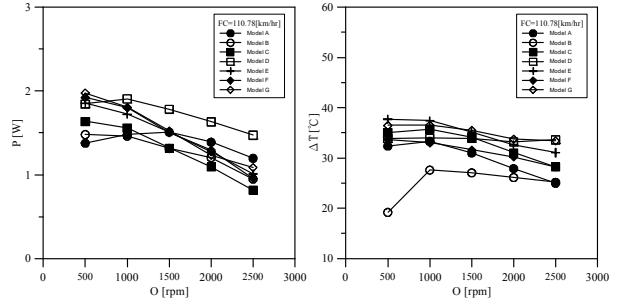 3
2
1
0
P [W]
0
500
1000
1500
2000
2500
3000
O [rpm]
FC=110.78[km/hr]
Model A
Model B
Model C
Model D
Model E
Model F
Model G
60
50
40
30
20
10
Δ T [℃]
0
500
1000
1500
2000
2500
3000
O [rpm]
FC=110.78[km/hr]
Model A
Model B
Model C
Model D
Model E
Model F
Model G